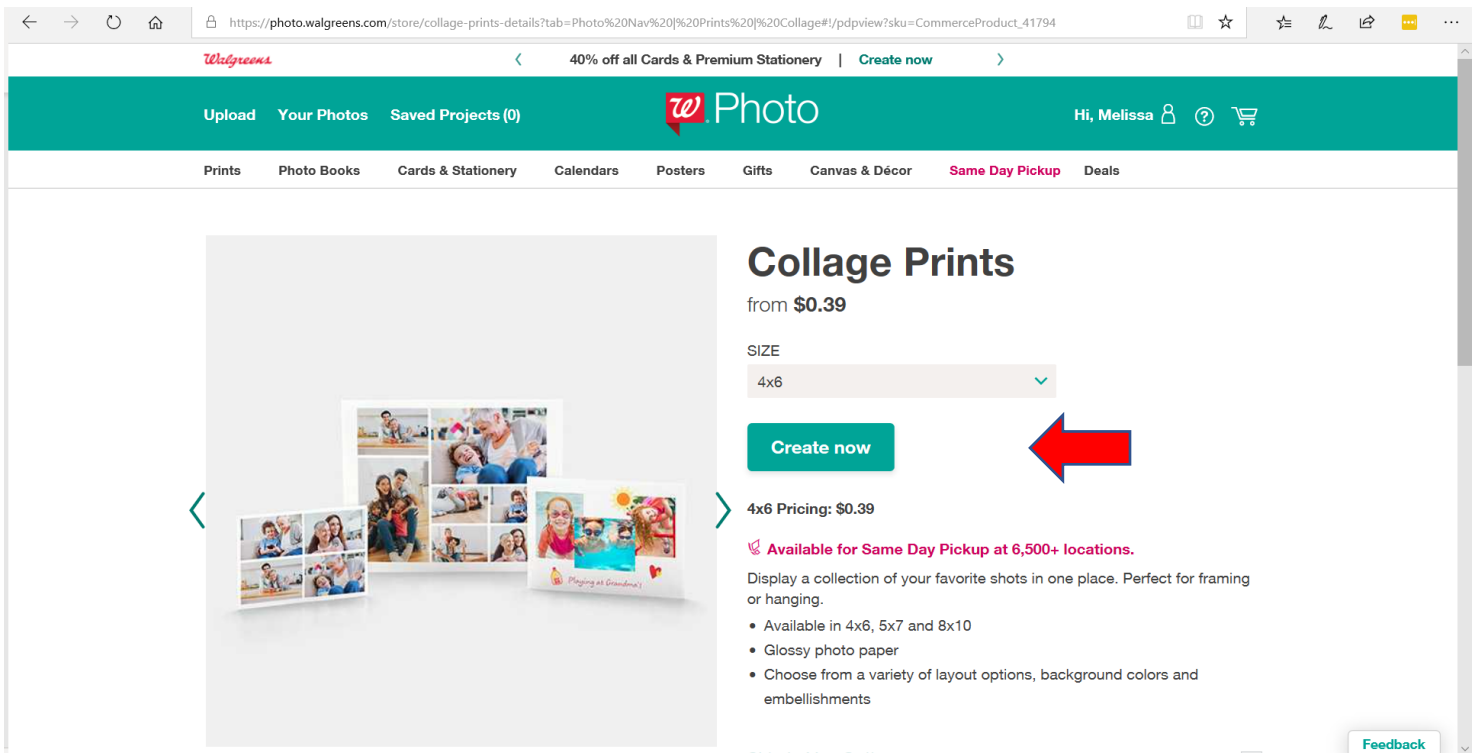 https://photo.walgreens.com/store/collage-prints-details?tab=Photo%20Nav%20|%20Prints%20|%20Collage#!/pdpview?sku=CommerceProduct_41794
Walgreens 40% off all Cards & Premium Stationery | Create now
Upload Your Photos Saved Projects (0) W Photo Hi, Melissa
Prints Photo Books Cards & Stationery Calendars Posters Gifts Canvas & Décor Same Day Pickup Deals
Collage Prints
from $0.39
SIZE
4x6
Create now
4x6 Pricing: $0.39
Available for Same Day Pickup at 6,500+ locations.
Display a collection of your favorite shots in one place. Perfect for framing
or hanging.
• Available in 4x6, 5x7 and 8x10
• Glossy photo paper
• Choose from a variety of layout options, background colors and
embellishments
Playing at Grandma's
Feedback